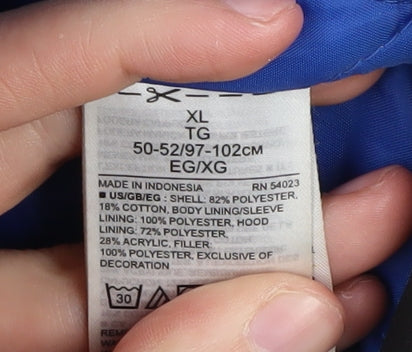 XL
TG
50-52/97-102СМ
EG/XG
MADE IN INDONESIA RN 54023
■ US/GB/EG : SHELL: 82% POLYESTER,
18% COTTON, BODY LINING/SLEEVE
LINING: 100% POLYESTER, HOOD
LINING: 72% POLYESTER,
28% ACRYLIC, FILLER:
100% POLYESTER, EXCLUSIVE OF
DECORATION
30